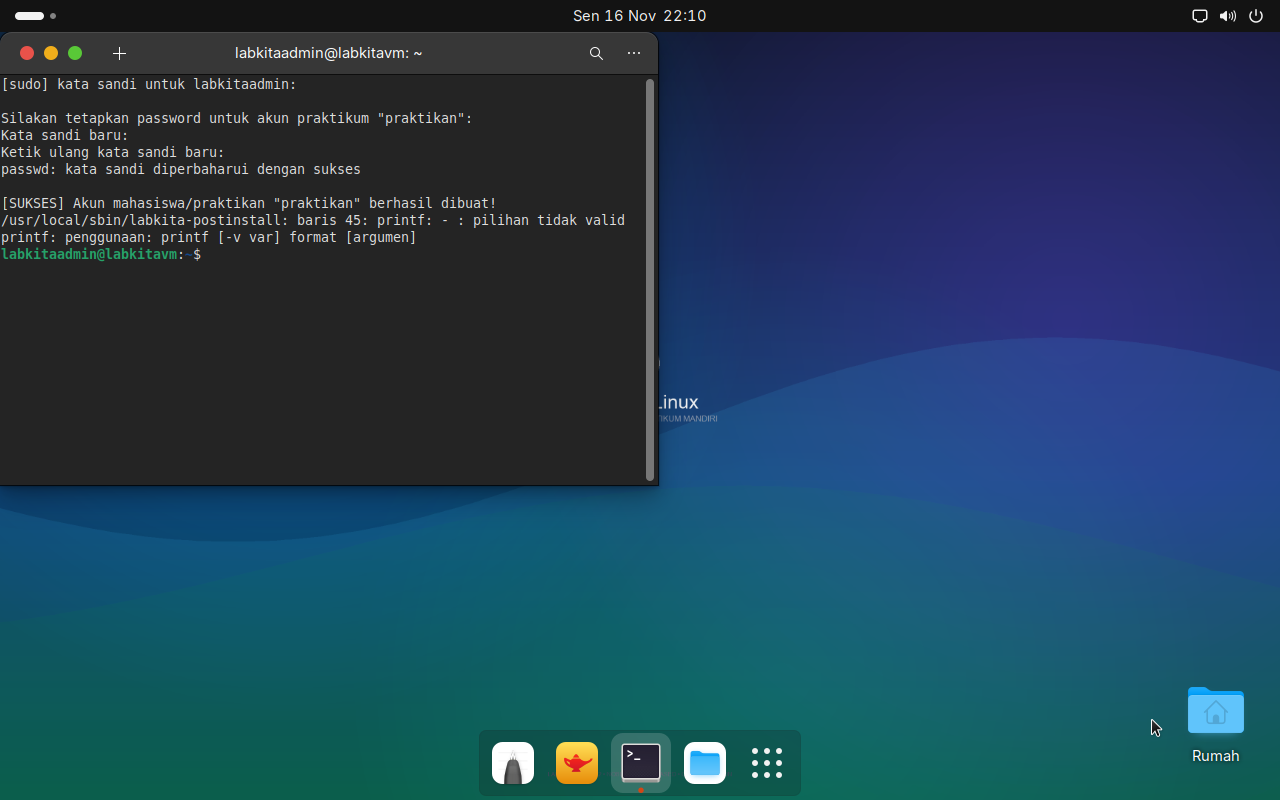 Sen 16 Nov 22:10
labkitaadmin@labkitavm: ~
[sudo] kata sandi untuk labkitaadmin:
Silakan tetapkan password untuk akun praktikum "praktikan":
Kata sandi baru:
Ketik ulang kata sandi baru:
passwd: kata sandi diperbaharui dengan sukses
[SUKSES] Akun mahasiswa/praktikan "praktikan" berhasil dibuat!
/usr/local/sbin/labkita-postinstall: baris 45: printf: - : pilihan tidak valid
printf: penggunaan: printf [-v var] format [argumen]
labkitaadmin@labkitavm:~$
Linux
MANDIRI
>_
Rumah